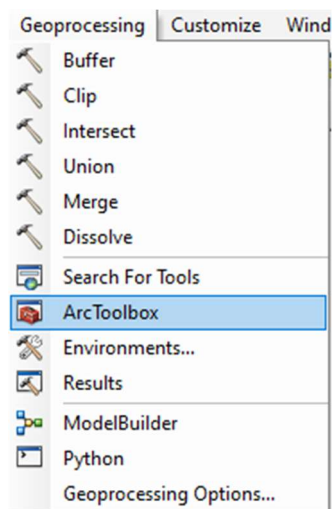 Geoprocessing Customize Wind
Buffer
Clip
Intersect
Union
Merge
Dissolve
Search For Tools
ArcToolbox
Environments...
Results
ModelBuilder
Python
Geoprocessing Options...